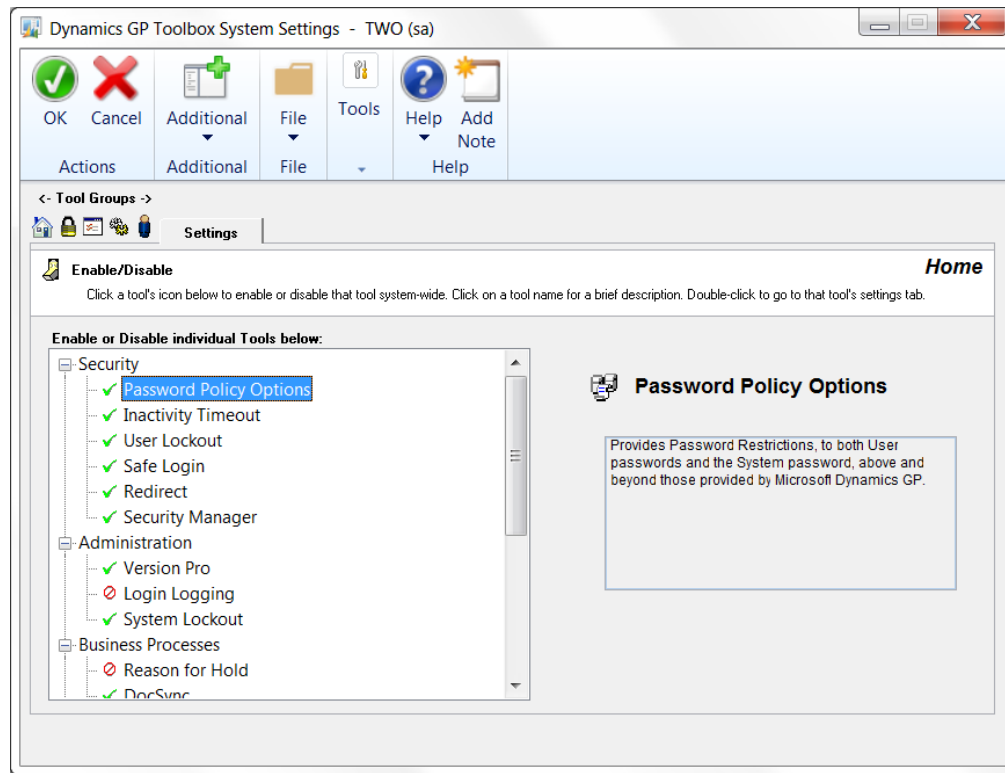 Dynamics GP Toolbox System Settings - TWO (sa)
OK Cancel Additional File Tools Help Add Note
Actions Additional File Help
<- Tool Groups ->
Settings
Enable/Disable
Home
Click a tool's icon below to enable or disable that tool system-wide. Click on a tool name for a brief description. Double-click to go to that tool's settings tab.
Enable or Disable individual Tools below:
Security
Password Policy Options
Inactivity Timeout
User Lockout
Safe Login
Redirect
Security Manager
Administration
Version Pro
Login Logging
System Lockout
Business Processes
Reason for Hold
DocSync
Password Policy Options
Provides Password Restrictions, to both User
passwords and the System password, above and
beyond those provided by Microsoft Dynamics GP.